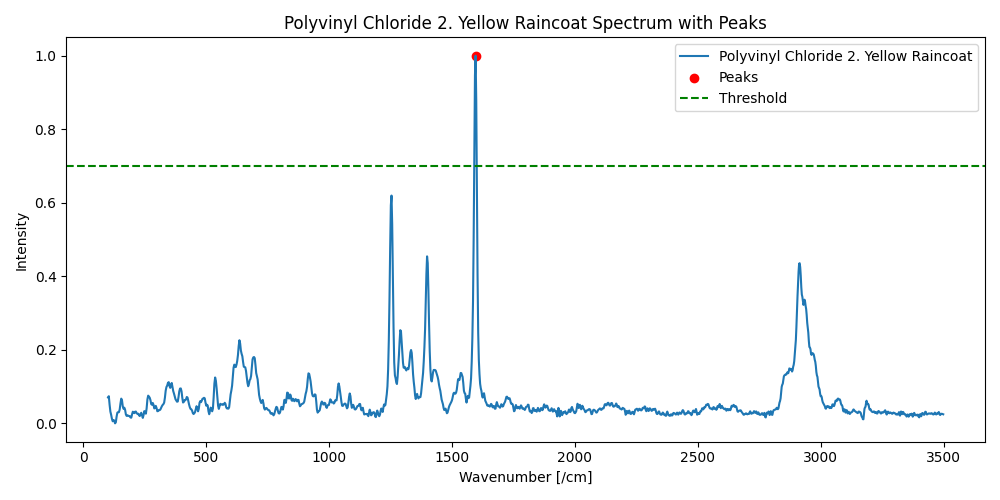 Polyvinyl Chloride 2. Yellow Raincoat Spectrum with Peaks
Polyvinyl Chloride 2. Yellow Raincoat
Peaks
Threshold
Intensity
1.0
0.8
0.6
0.4
0.2
0.0
0 500 1000 1500 2000 2500 3000 3500
Wavenumber [/cm]